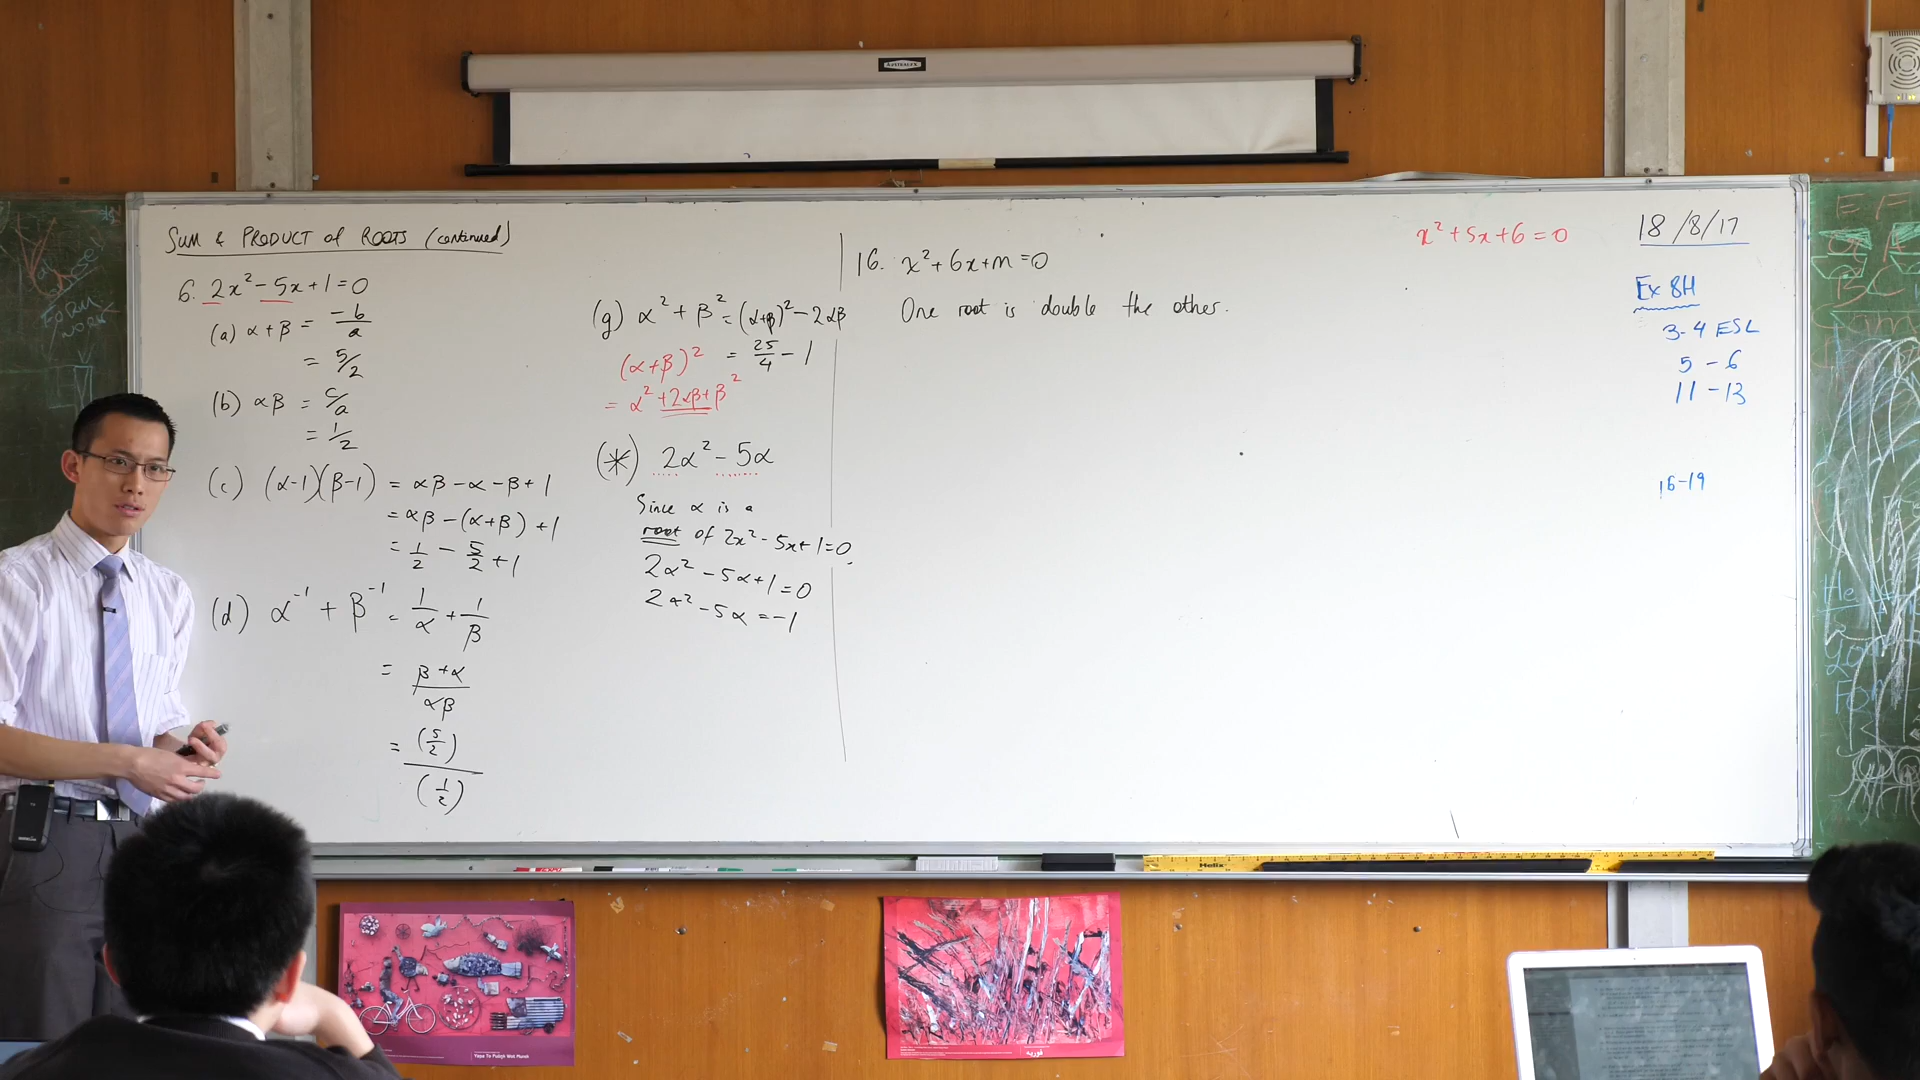 SUM & PRODUCT of ROOTS (continued)
6. 2x² - 5x + 1 = 0
(a) α + β = -b/a
= 5/2
(b) αβ = c/a
= 1/2
(c) (α-1)(β-1) = αβ - α - β + 1
= αβ - (α+β) + 1
= 1/2 - 5/2 + 1
(d) α⁻¹ + β⁻¹ = 1/α + 1/β
= (β+α)/(αβ)
= (5/2)/(1/2)
(g) α² + β² = (α+β)² - 2αβ
= 25/4 - 1
(α+β)²
= α² + 2αβ + β²
(*) 2α² - 5α
Since α is a
root of 2x² - 5x + 1 = 0
2α² - 5α + 1 = 0
2α² - 5α = -1
16. x² + 6x + m = 0
One root is double the other.
x² + 5x + 6 = 0
18/8/17
Ex 8H
3-4 ESL
5 - 6
11 - 13
16-19
Helix